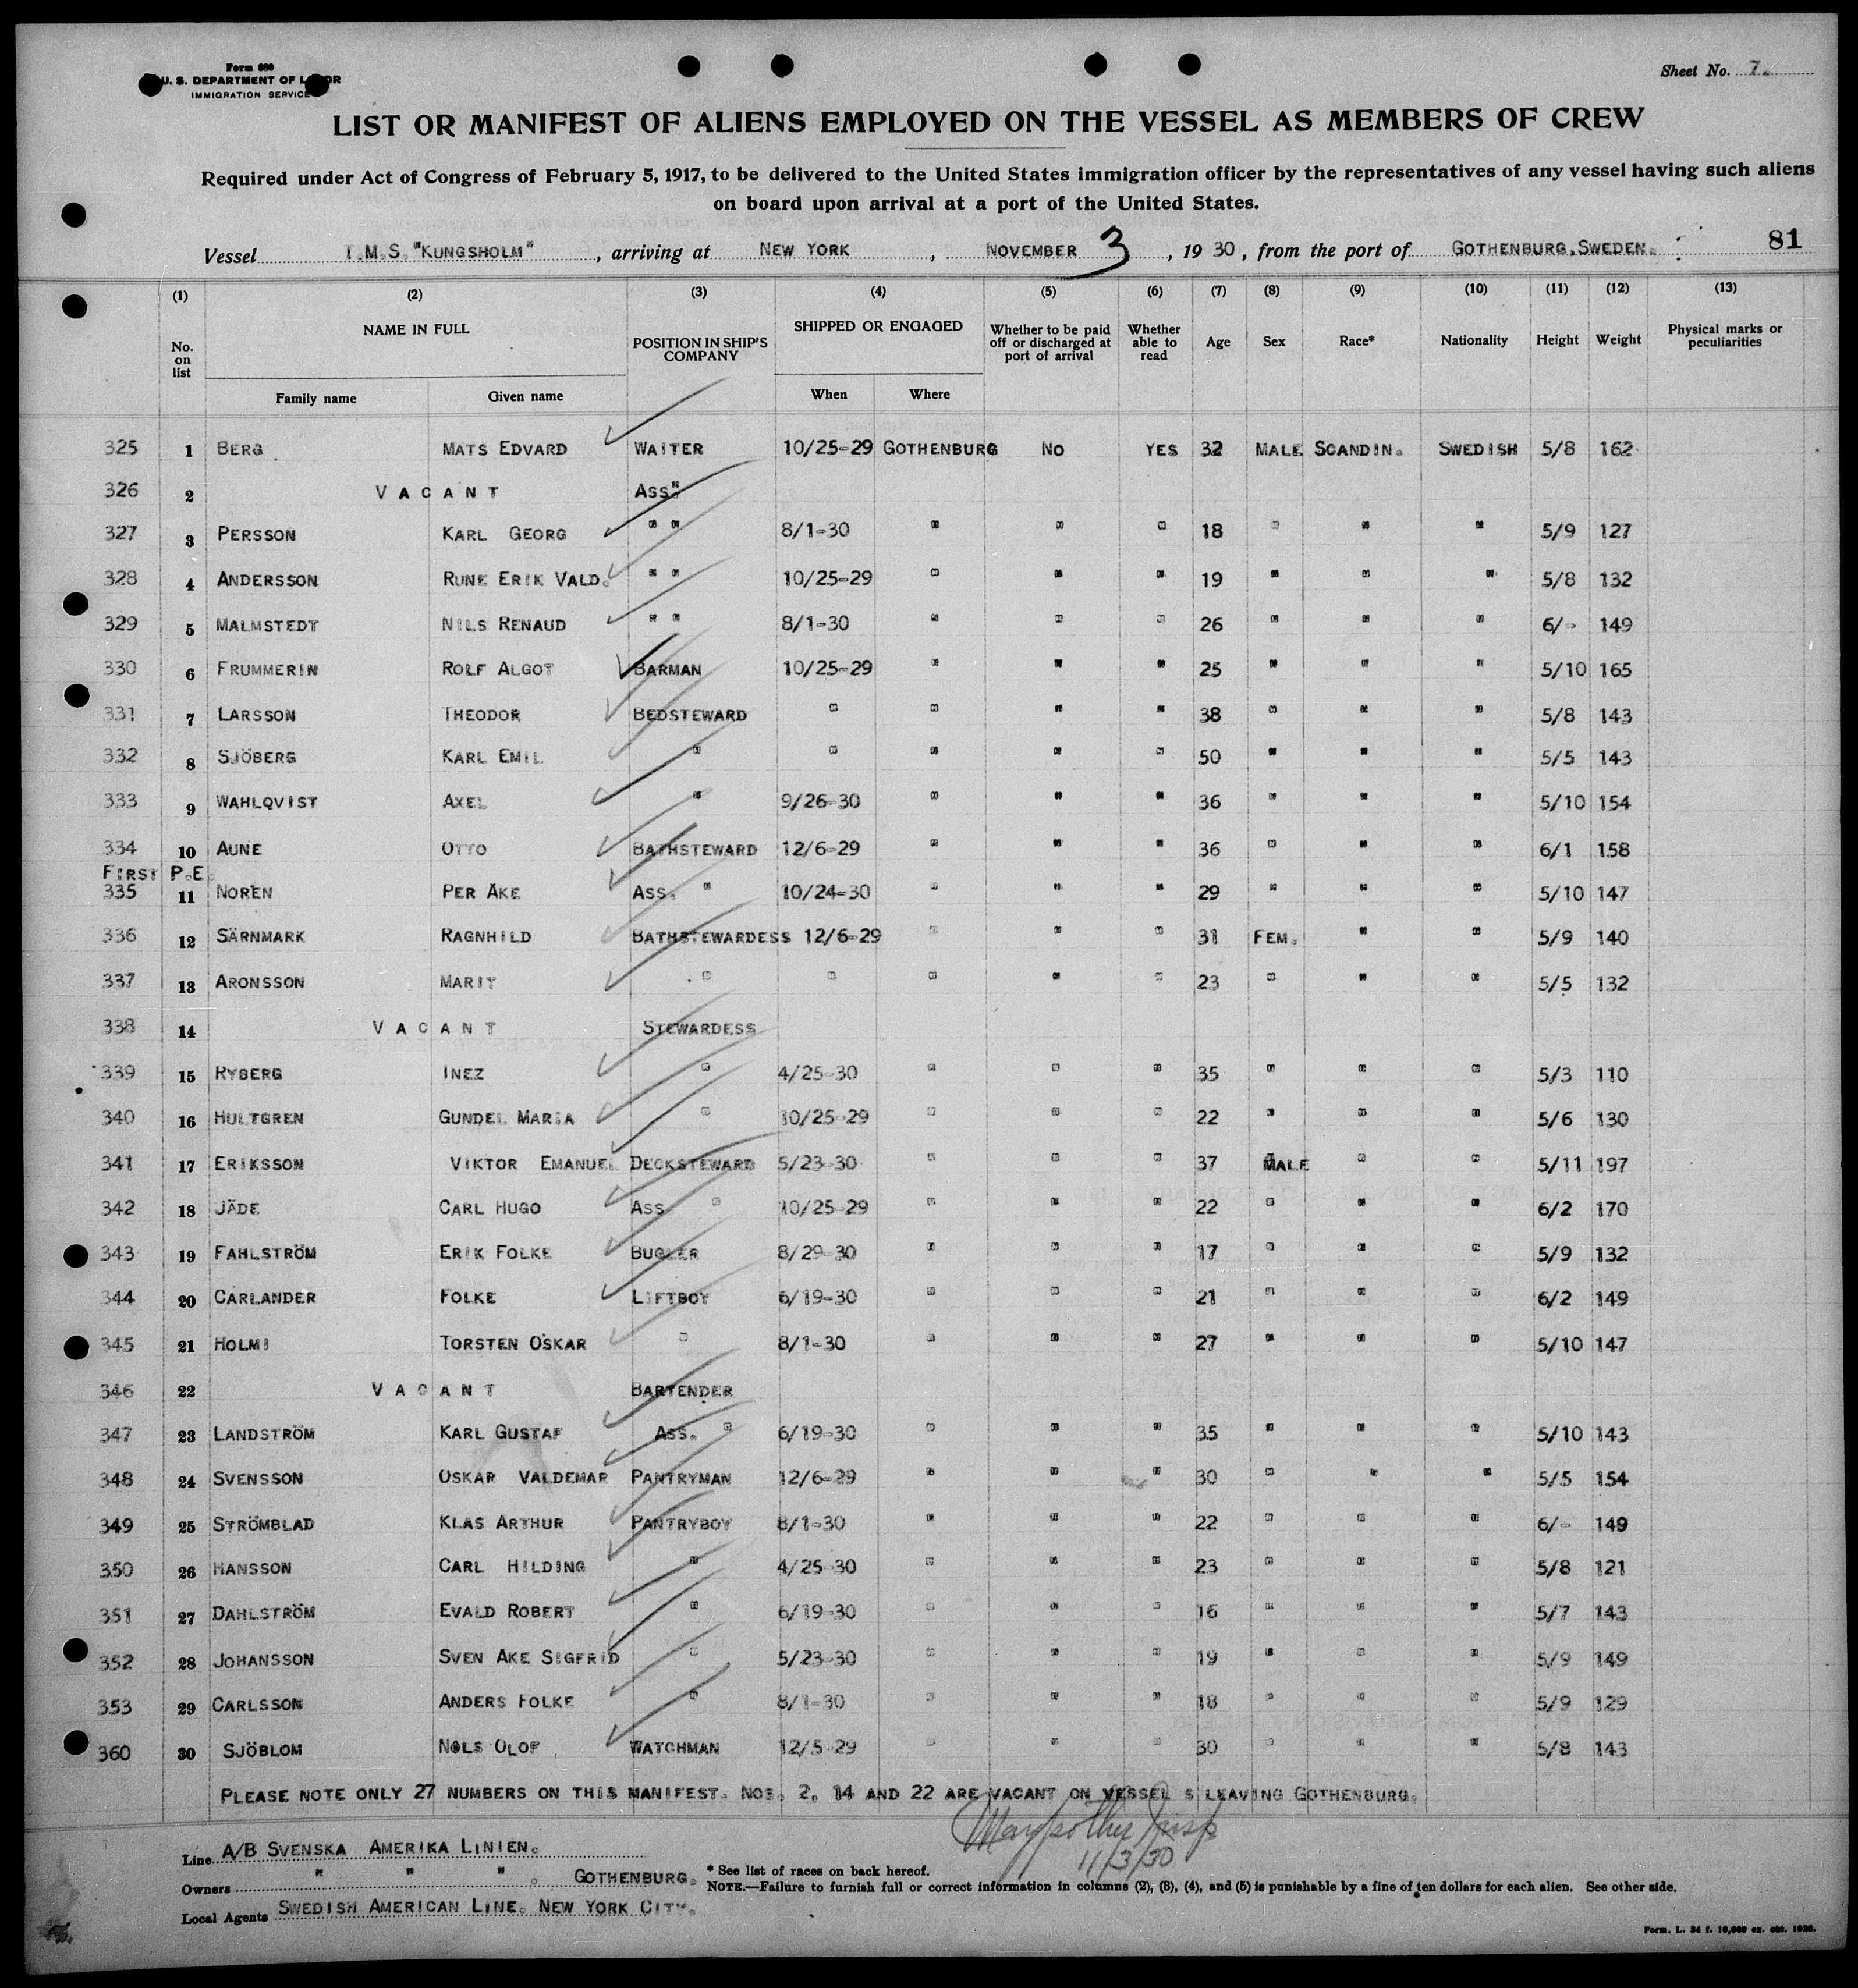 Form 680
U. S. DEPARTMENT OF LABOR
IMMIGRATION SERVICE
Sheet No. 7.
LIST OR MANIFEST OF ALIENS EMPLOYED ON THE VESSEL AS MEMBERS OF CREW
Required under Act of Congress of February 5, 1917, to be delivered to the United States immigration officer by the representatives of any vessel having such aliens
on board upon arrival at a port of the United States.
Vessel T.M.S. "KUNGSHOLM", arriving at NEW YORK, NOVEMBER 3, 1930, from the port of GOTHENBURG, SWEDEN. 81
(1) (2) (3) (4) (5) (6) (7) (8) (9) (10) (11) (12) (13)
No. on list NAME IN FULL Family name Given name POSITION IN SHIP'S COMPANY SHIPPED OR ENGAGED When Where Whether to be paid off or discharged at port of arrival Whether able to read Age Sex Race* Nationality Height Weight Physical marks or peculiarities
325 1 BERG MATS EDVARD WAITER 10/25-29 GOTHENBURG NO YES 32 MALE SCANDIN. SWEDISH 5/8 162
326 2 VACANT ASS."
327 3 PERSSON KARL GEORG " " 8/1-30 " " " 18 " " " 5/9 127
328 4 ANDERSSON RUNE ERIK VALD. " " 10/25-29 " " " 19 " " " 5/8 132
329 5 MALMSTEDT NILS RENAUD " " 8/1-30 " " " 26 " " " 6/- 149
330 6 FRUMMERIN ROLF ALGOT BARMAN 10/25-29 " " " 25 " " " 5/10 165
331 7 LARSSON THEODOR BEDSTEWARD " " " " 38 " " " 5/8 143
332 8 SJÖBERG KARL EMIL " " " " " 50 " " " 5/5 143
333 9 WAHLQVIST AXEL " 9/26-30 " " " 36 " " " 5/10 154
334 10 AUNE OTTO BATHSTEWARD 12/6-29 " " " 36 " " " 6/1 158
FIRST P.E.
335 11 NORÉN PER ÅKE ASS. " 10/24-30 " " " 29 " " " 5/10 147
336 12 SÄRNMARK RAGNHILD BATHSTEWARDESS 12/6-29 " " " 31 FEM. " " 5/9 140
337 13 ARONSSON MARIT " " " " " 23 " " " 5/5 132
338 14 VACANT STEWARDESS
339 15 RYBERG INEZ " 4/25-30 " " " 35 " " " 5/3 110
340 16 HULTGREN GUNDEL MARIA " 10/25-29 " " " 22 " " " 5/6 130
341 17 ERIKSSON VIKTOR EMANUEL DECKSTEWARD 5/23-30 " " " 37 MALE " " 5/11 197
342 18 JÄDE CARL HUGO ASS " 10/25-29 " " " 22 " " " 6/2 170
343 19 FAHLSTRÖM ERIK FOLKE BUGLER 8/29-30 " " " 17 " " " 5/9 132
344 20 CARLANDER FOLKE LIFTBOY 6/19-30 " " " 21 " " " 6/2 149
345 21 HOLMI TORSTEN OSKAR " 8/1-30 " " " 27 " " " 5/10 147
346 22 VACANT BARTENDER
347 23 LANDSTRÖM KARL GUSTAF ASS. " 6/19-30 " " " 35 " " " 5/10 143
348 24 SVENSSON OSKAR VALDEMAR PANTRYMAN 12/6-29 " " " 30 " " " 5/5 154
349 25 STRÖMBLAD KLAS ARTHUR PANTRYBOY 8/1-30 " " " 22 " " " 6/- 149
350 26 HANSSON CARL HILDING " 4/25-30 " " " 23 " " " 5/8 121
351 27 DAHLSTRÖM EVALD ROBERT " 6/19-30 " " " 16 " " " 5/7 143
352 28 JOHANSSON SVEN AKE SIGFRID " 5/23-30 " " " 19 " " " 5/9 149
353 29 CARLSSON ANDERS FOLKE " 8/1-30 " " " 18 " " " 5/9 129
360 30 SJÖBLOM NOLS OLOF WATCHMAN 12/5-29 " " " 30 " " " 5/8 143
PLEASE NOTE ONLY 27 NUMBERS ON THIS MANIFEST. NOS. 2, 14 AND 22 ARE VACANT ON VESSEL S LEAVING GOTHENBURG.
11/3/30
Line A/B SVENSKA AMERIKA LINIEN.
Owners " " ". GOTHENBURG.
* See list of races on back hereof.
NOTE.—Failure to furnish full or correct information in columns (2), (3), (4), and (5) is punishable by a fine of ten dollars for each alien. See other side.
Local Agents SWEDISH AMERICAN LINE. NEW YORK CITY.
Form. L. 34 f. 10,000 ex. okt. 1930.